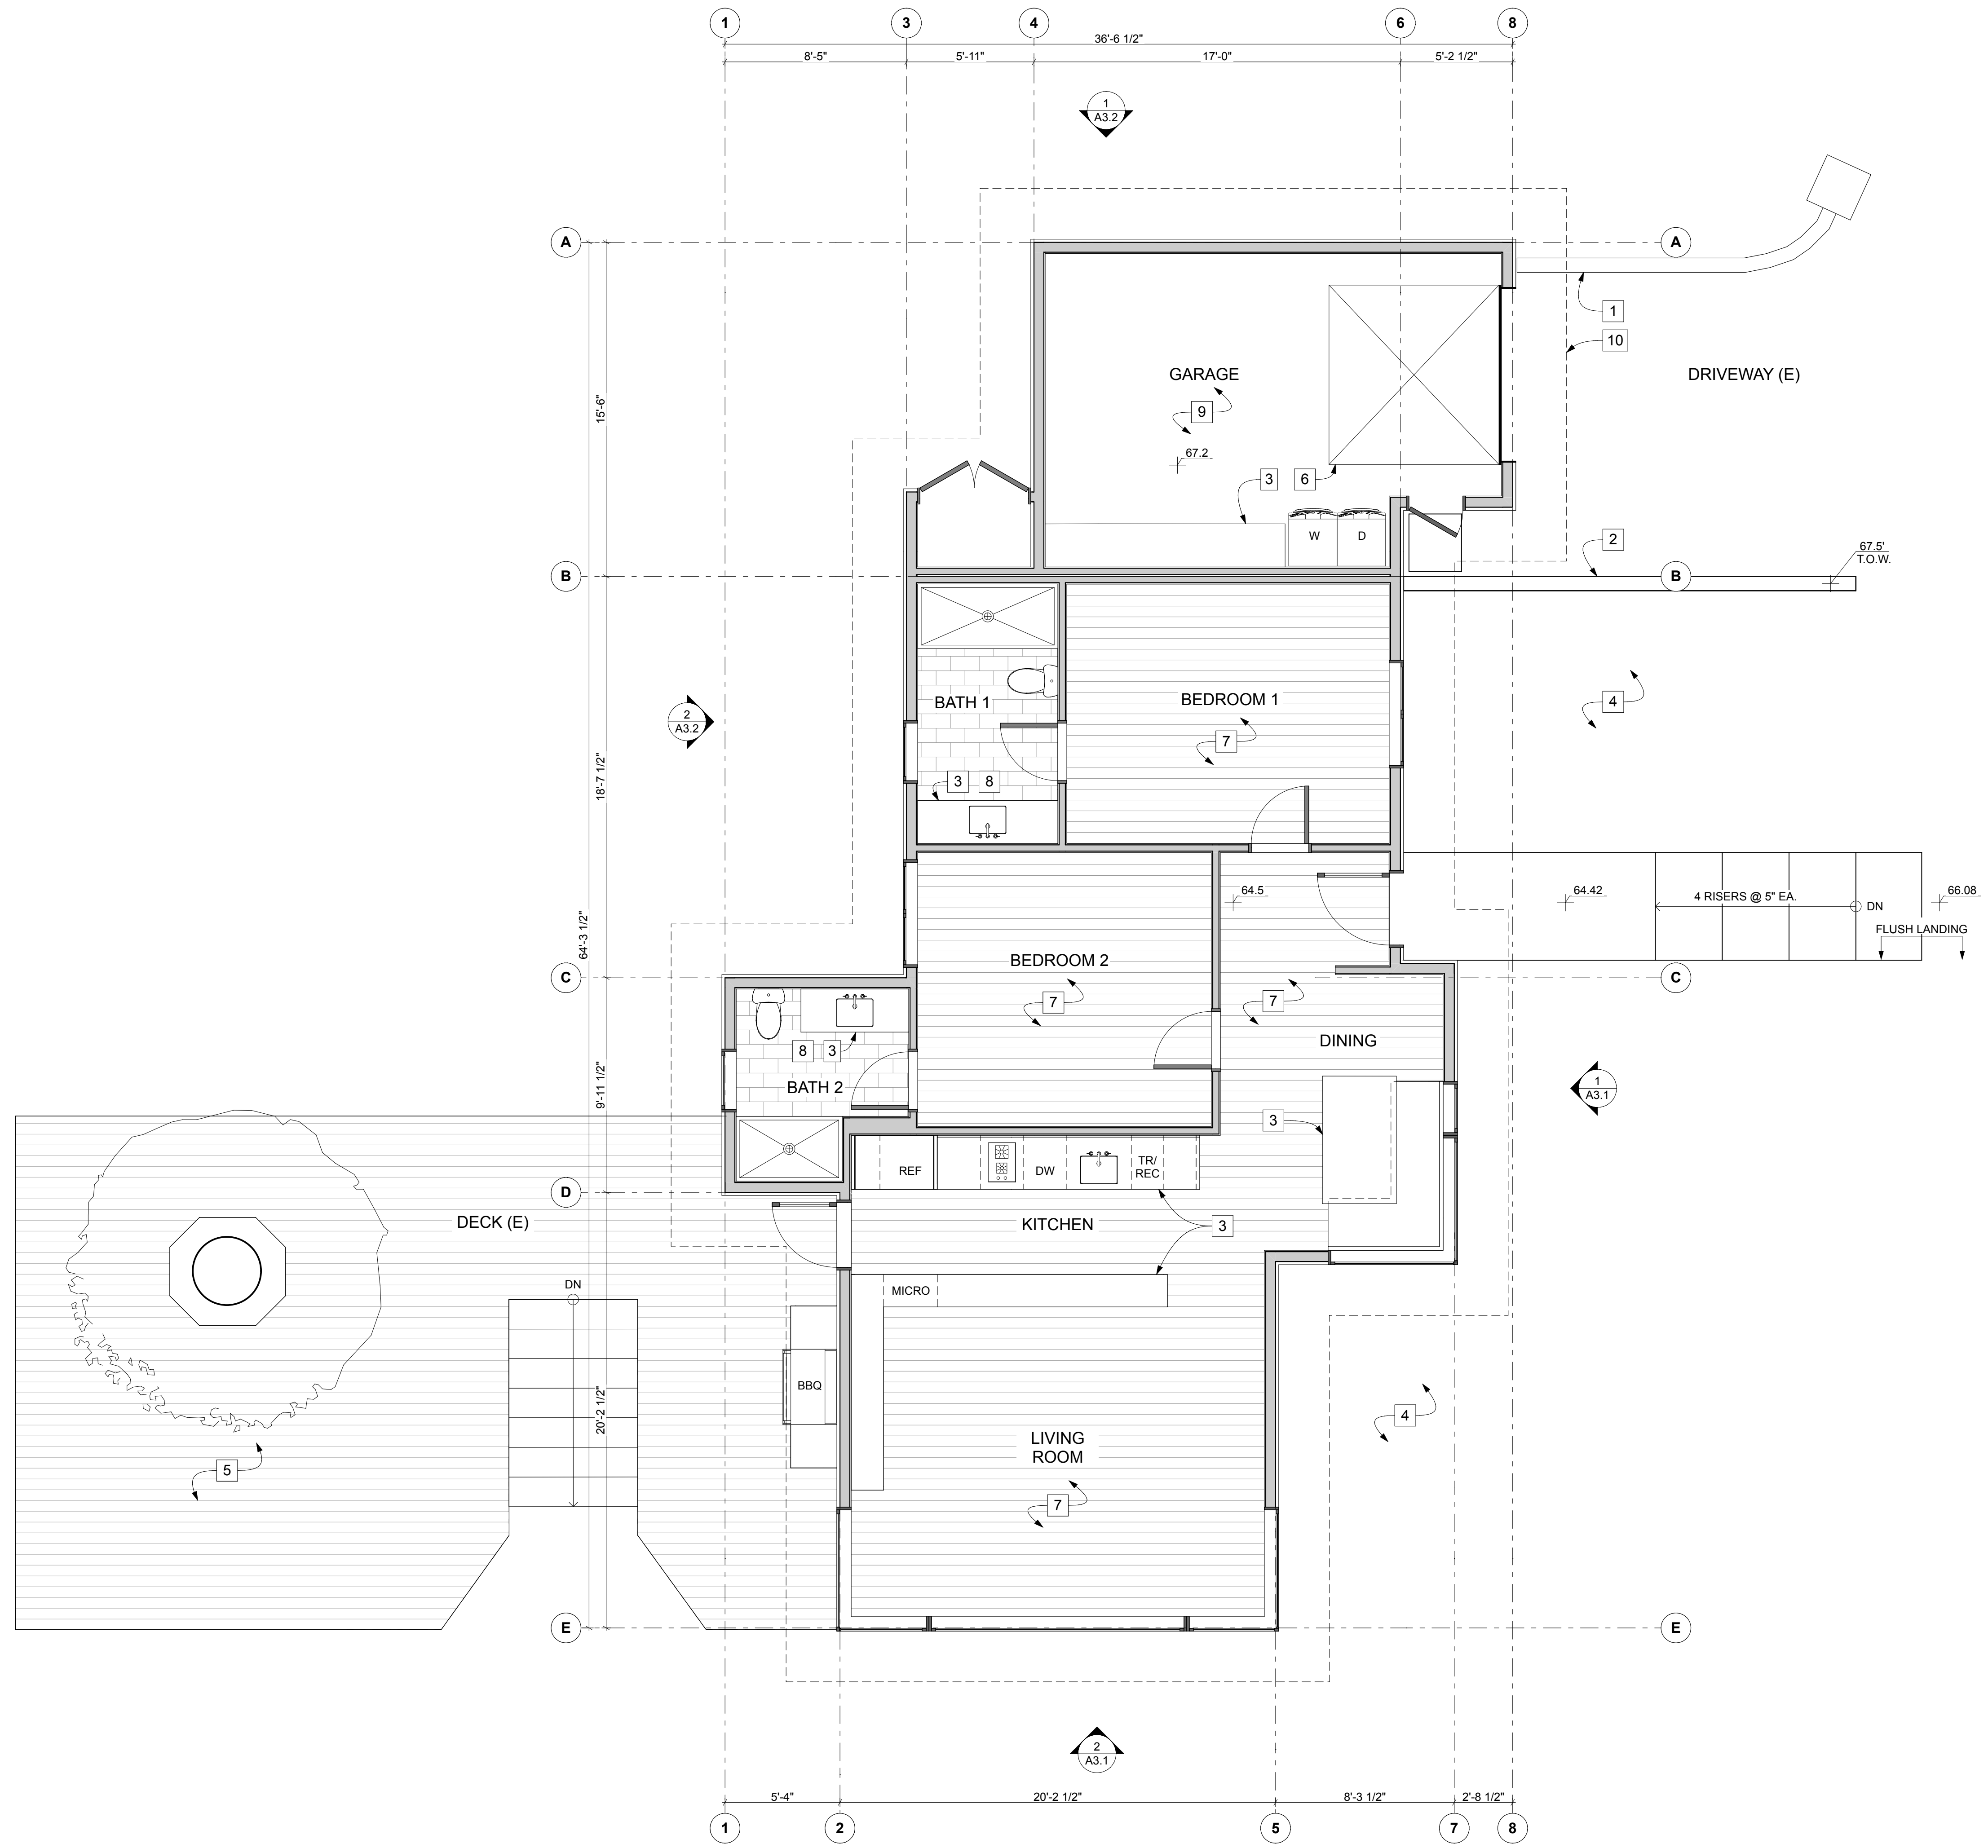 1 3 4 6 8
36'-6 1/2"
8'-5" 5'-11" 17'-0" 5'-2 1/2"
1
A3.2
A A
1
10
GARAGE
DRIVEWAY (E)
15'-6"
9
67.2
3 6
W D
2
67.5'
T.O.W.
B B
BATH 1
BEDROOM 1
4
2
A3.2
7
18'-7 1/2"
3 8
64.5
64.42
4 RISERS @ 5" EA.
DN
66.08
FLUSH LANDING
64'-3 1/2"
BEDROOM 2
C C
7
7
DINING
8 3
BATH 2
9'-11 1/2"
1
A3.1
3
REF
DW
TR/
REC
D
DECK (E)
KITCHEN
3
DN
MICRO
BBQ
20'-2 1/2"
4
LIVING
ROOM
5
7
E E
2
A3.1
5'-4" 20'-2 1/2" 8'-3 1/2" 2'-8 1/2"
1 2 5 7 8